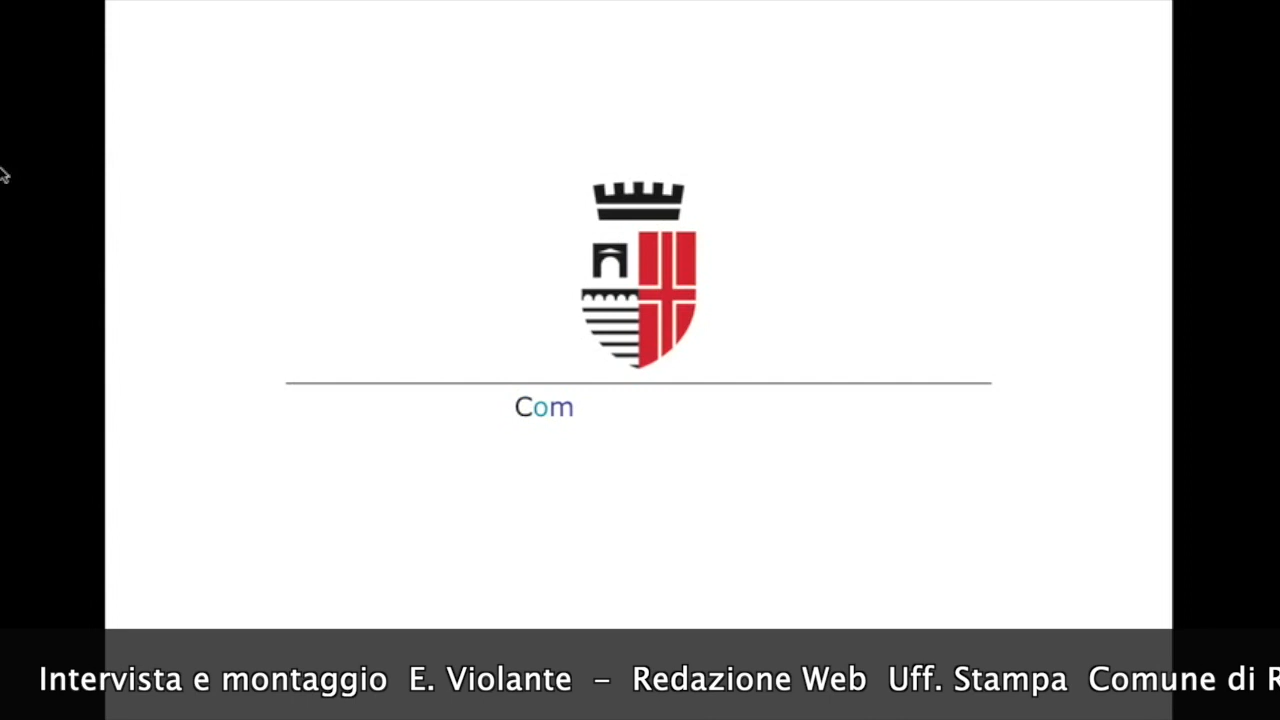 Com
Intervista e montaggio E. Violante – Redazione Web Uff. Stampa Comune di R